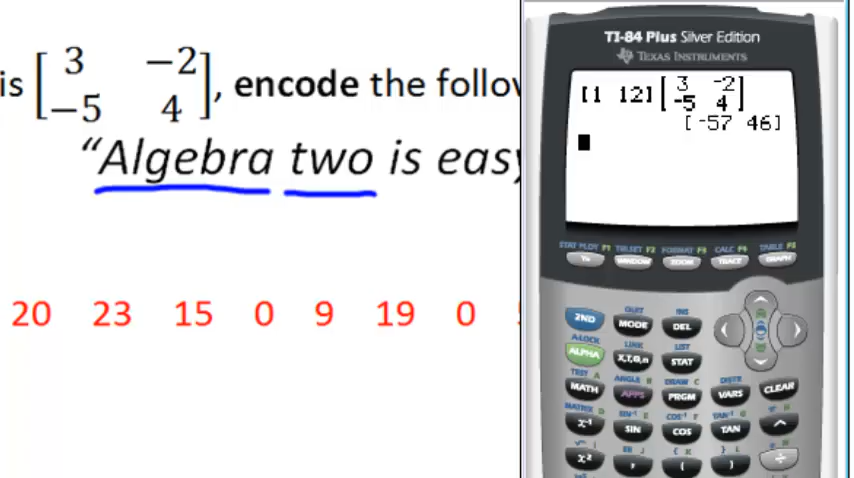 is [3 -2
-5 4], encode the follow
"Algebra two is easy
20 23 15 0 9 19 0
TI-84 Plus Silver Edition
TEXAS INSTRUMENTS
[1 12][3 -2
-5 4]
[-57 46]
STAT PLOT F1 TBLSET F2 FORMAT F3 CALC F4 TABLE F5
Y= WINDOW ZOOM TRACE GRAPH
QUIT INS
2ND MODE DEL
A-LOCK LINK LIST
ALPHA X,T,θ,n STAT
TEST A ANGLE B DRAW C DISTR
MATH APPS PRGM VARS CLEAR
MATRIX D SIN⁻¹ E COS⁻¹ F TAN⁻¹ G π H
x⁻¹ SIN COS TAN ^
√ I EE J { K } L
x² , ( ) ÷